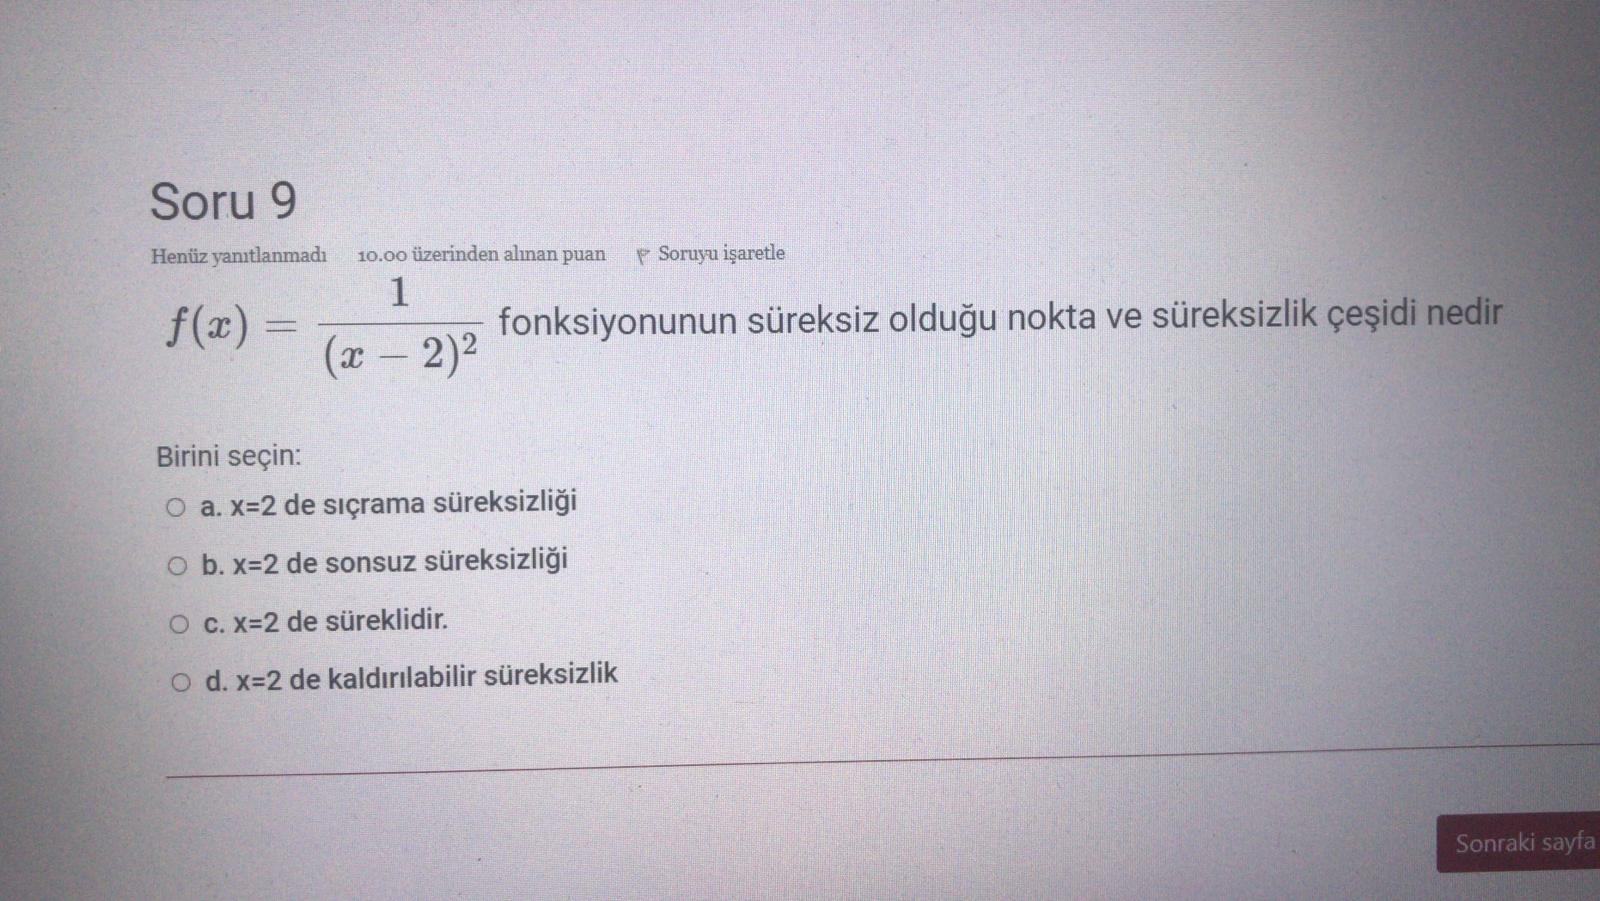 Soru 9
Henüz yanıtlanmadı 10.00 üzerinden alınan puan Soruyu işaretle
f(x) = 1/(x − 2)² fonksiyonunun süreksiz olduğu nokta ve süreksizlik çeşidi nedir
Birini seçin:
a. x=2 de sıçrama süreksizliği
b. x=2 de sonsuz süreksizliği
c. x=2 de süreklidir.
d. x=2 de kaldırılabilir süreksizlik
Sonraki sayfa